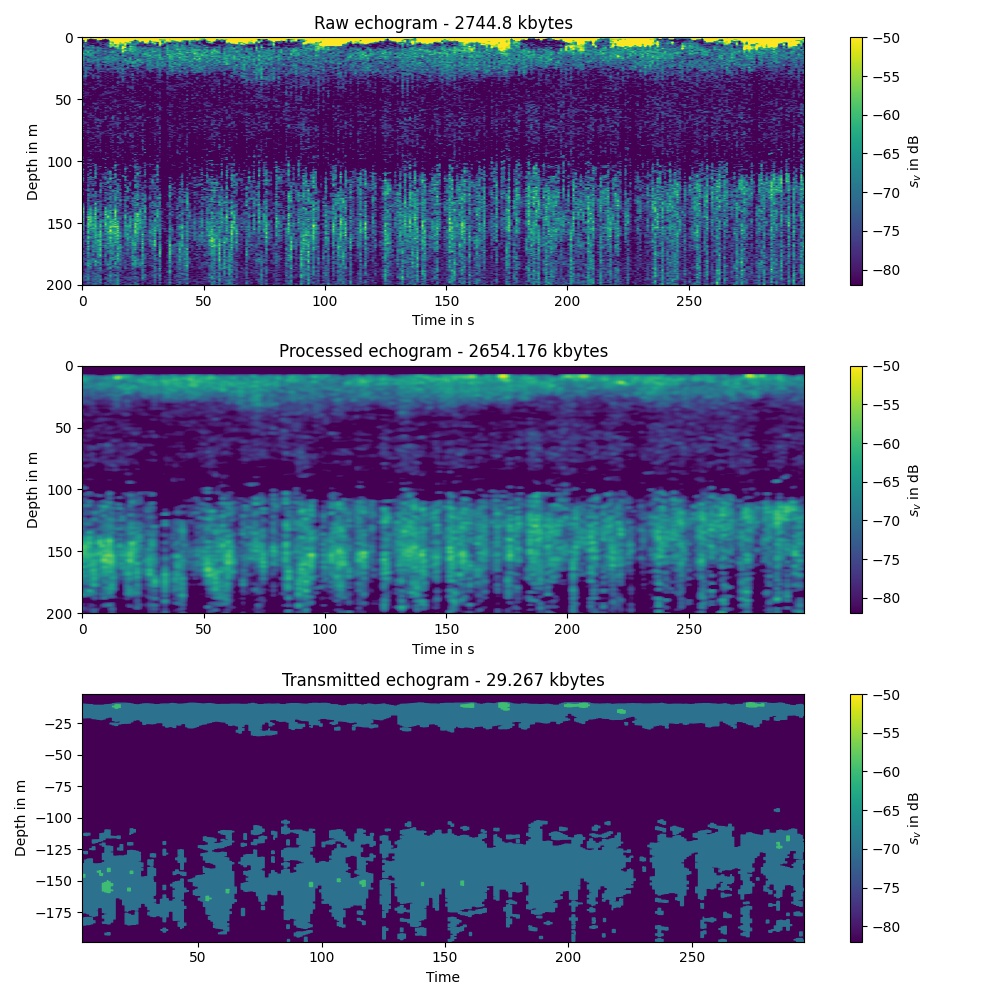 Raw echogram - 2744.8 kbytes
0
50
100
150
200
Depth in m
0 50 100 150 200 250
Time in s
−50
−55
−60
−65
−70
−75
−80
sv in dB
Processed echogram - 2654.176 kbytes
0
50
100
150
200
Depth in m
0 50 100 150 200 250
Time in s
−50
−55
−60
−65
−70
−75
−80
sv in dB
Transmitted echogram - 29.267 kbytes
−25
−50
−75
−100
−125
−150
−175
Depth in m
50 100 150 200 250
Time
−50
−55
−60
−65
−70
−75
−80
sv in dB